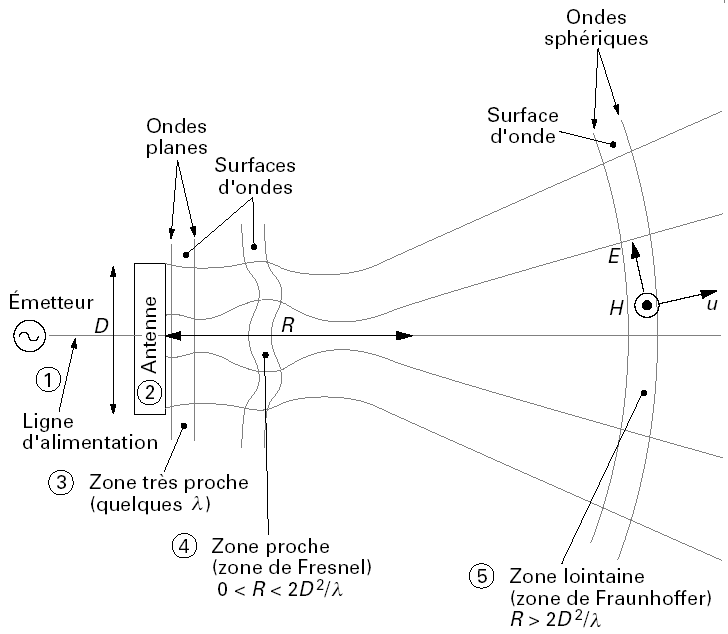 Ondes
sphériques
Surface
d'onde
Ondes
planes
Surfaces
d'ondes
E
H
u
Émetteur
D
Antenne
R
1
2
Ligne
d'alimentation
3 Zone très proche
(quelques λ)
4 Zone proche
(zone de Fresnel)
0 < R < 2D²/λ
5 Zone lointaine
(zone de Fraunhoffer)
R > 2D²/λ